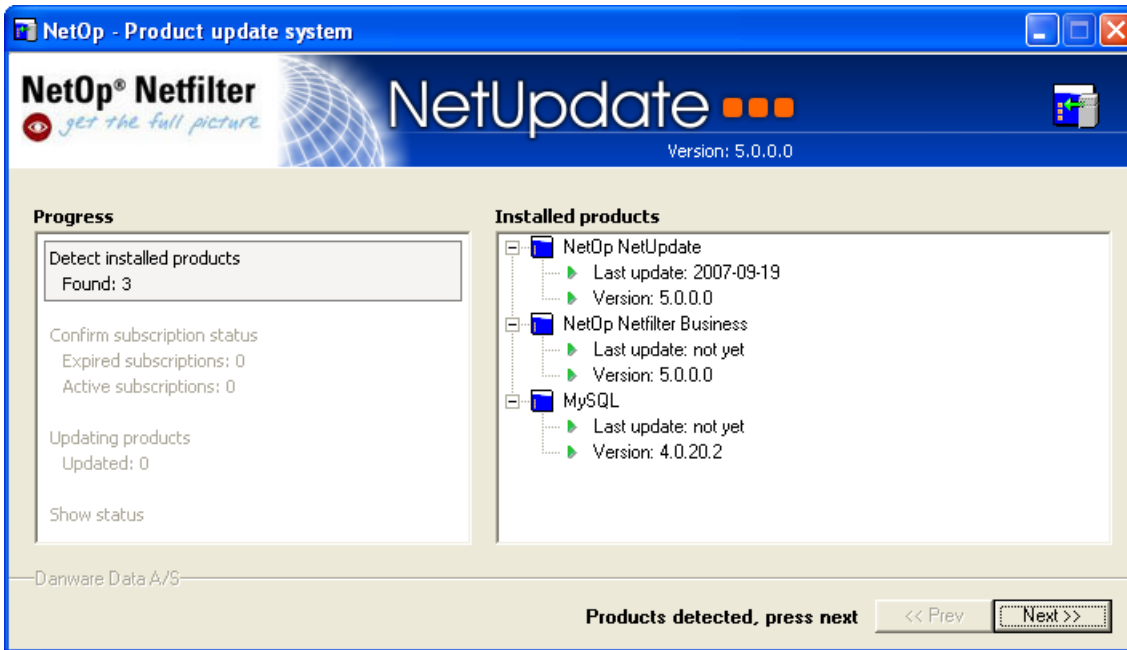 NetOp - Product update system
NetOp® Netfilter
get the full picture
NetUpdate
Version: 5.0.0.0
Progress
Detect installed products
Found: 3
Confirm subscription status
Expired subscriptions: 0
Active subscriptions: 0
Updating products
Updated: 0
Show status
Installed products
NetOp NetUpdate
Last update: 2007-09-19
Version: 5.0.0.0
NetOp Netfilter Business
Last update: not yet
Version: 5.0.0.0
MySQL
Last update: not yet
Version: 4.0.20.2
Danware Data A/S
Products detected, press next
<< Prev
Next >>